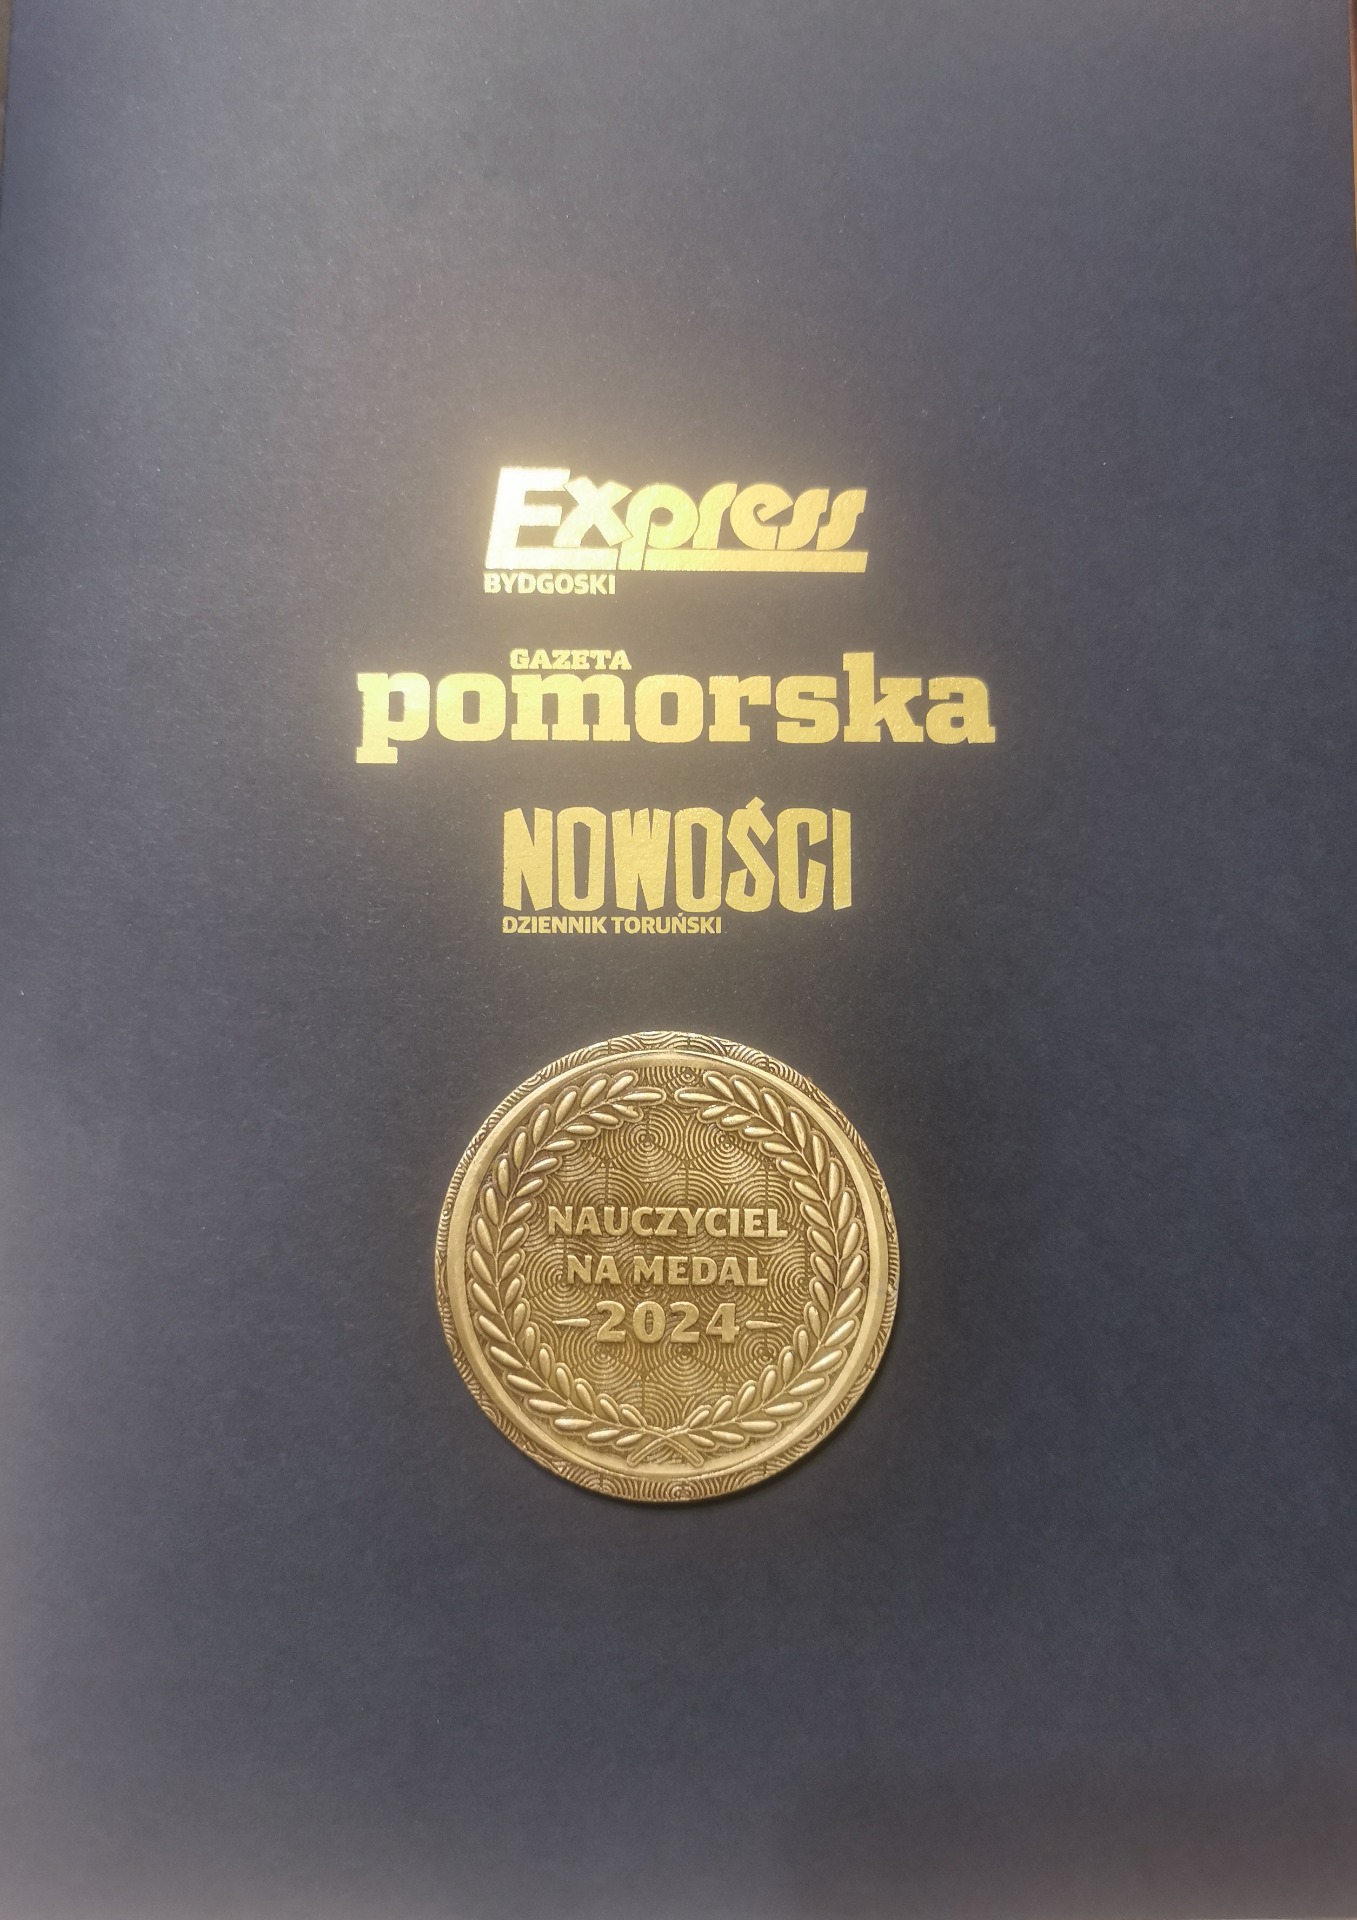 Express
BYDGOSKI
GAZETA
pomorska
NOWOŚCI
DZIENNIK TORUŃSKI
NAUCZYCIEL
NA MEDAL
2024